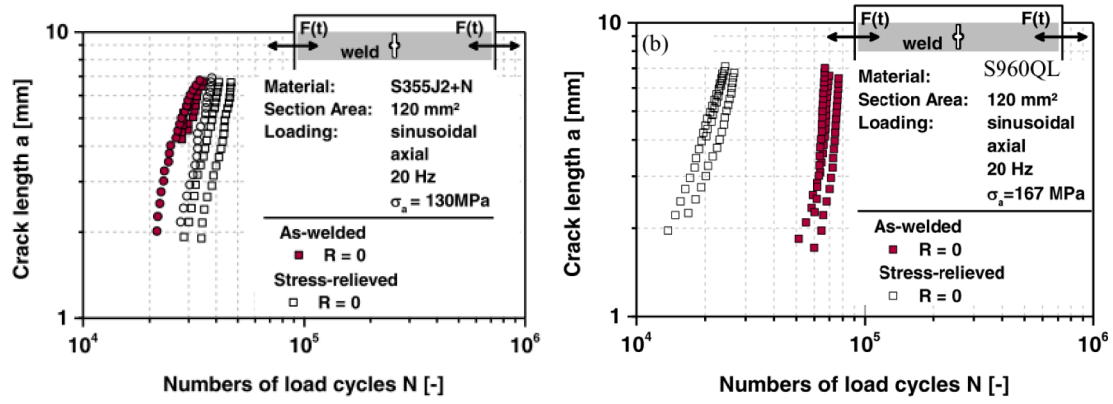 F(t) F(t)
weld
Material: S355J2+N
Section Area: 120 mm²
Loading: sinusoidal
axial
20 Hz
σa = 130MPa
As-welded
R = 0
Stress-relieved
R = 0
Crack length a [mm]
10
1
10⁴ 10⁵ 10⁶
Numbers of load cycles N [-]
(b)
F(t) F(t)
weld
Material: S960QL
Section Area: 120 mm²
Loading: sinusoidal
axial
20 Hz
σa=167 MPa
As-welded
R = 0
Stress-relieved
R = 0
Crack length a [mm]
10
1
10⁴ 10⁵ 10⁶
Numbers of load cycles N [-]